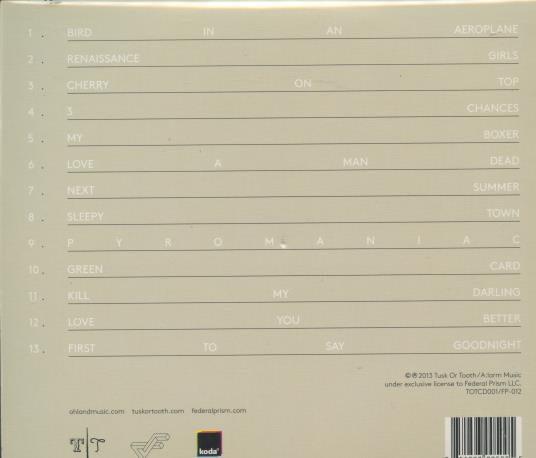 1. BIRD IN AN AEROPLANE
2. RENAISSANCE GIRLS
3. CHERRY ON TOP
4. 3 CHANCES
5. MY BOXER
6. LOVE A MAN DEAD
7. NEXT SUMMER
8. SLEEPY TOWN
9. PYROMANIAC
10. GREEN CARD
11. KILL MY DARLING
12. LOVE YOU BETTER
13. FIRST TO SAY GOODNIGHT
©℗2013 Tusk Or Tooth/A:larm Music
under exclusive license to Federal Prism LLC.
TOTCD001/FP-012
ohlandmusic.com tuskortooth.com federalprism.com
T T
koda